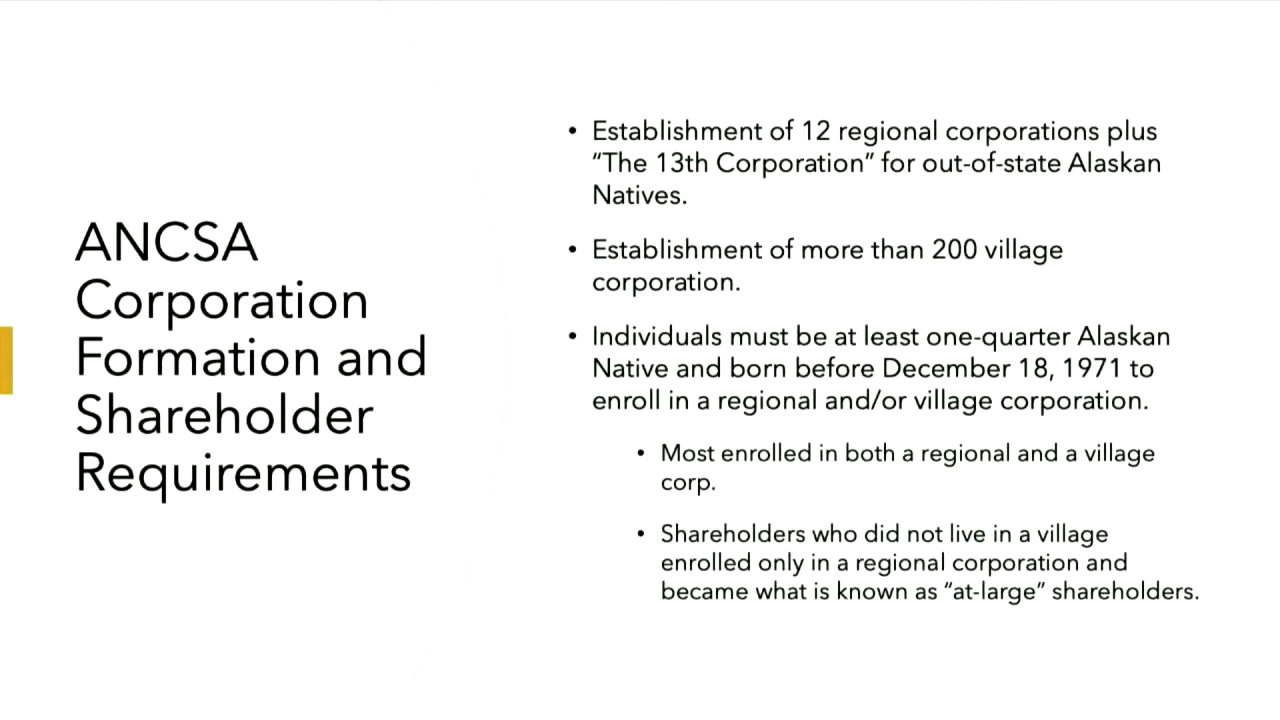 ANCSA
Corporation
Formation and
Shareholder
Requirements
• Establishment of 12 regional corporations plus
“The 13th Corporation” for out-of-state Alaskan
Natives.
• Establishment of more than 200 village
corporation.
• Individuals must be at least one-quarter Alaskan
Native and born before December 18, 1971 to
enroll in a regional and/or village corporation.
• Most enrolled in both a regional and a village
corp.
• Shareholders who did not live in a village
enrolled only in a regional corporation and
became what is known as “at-large” shareholders.